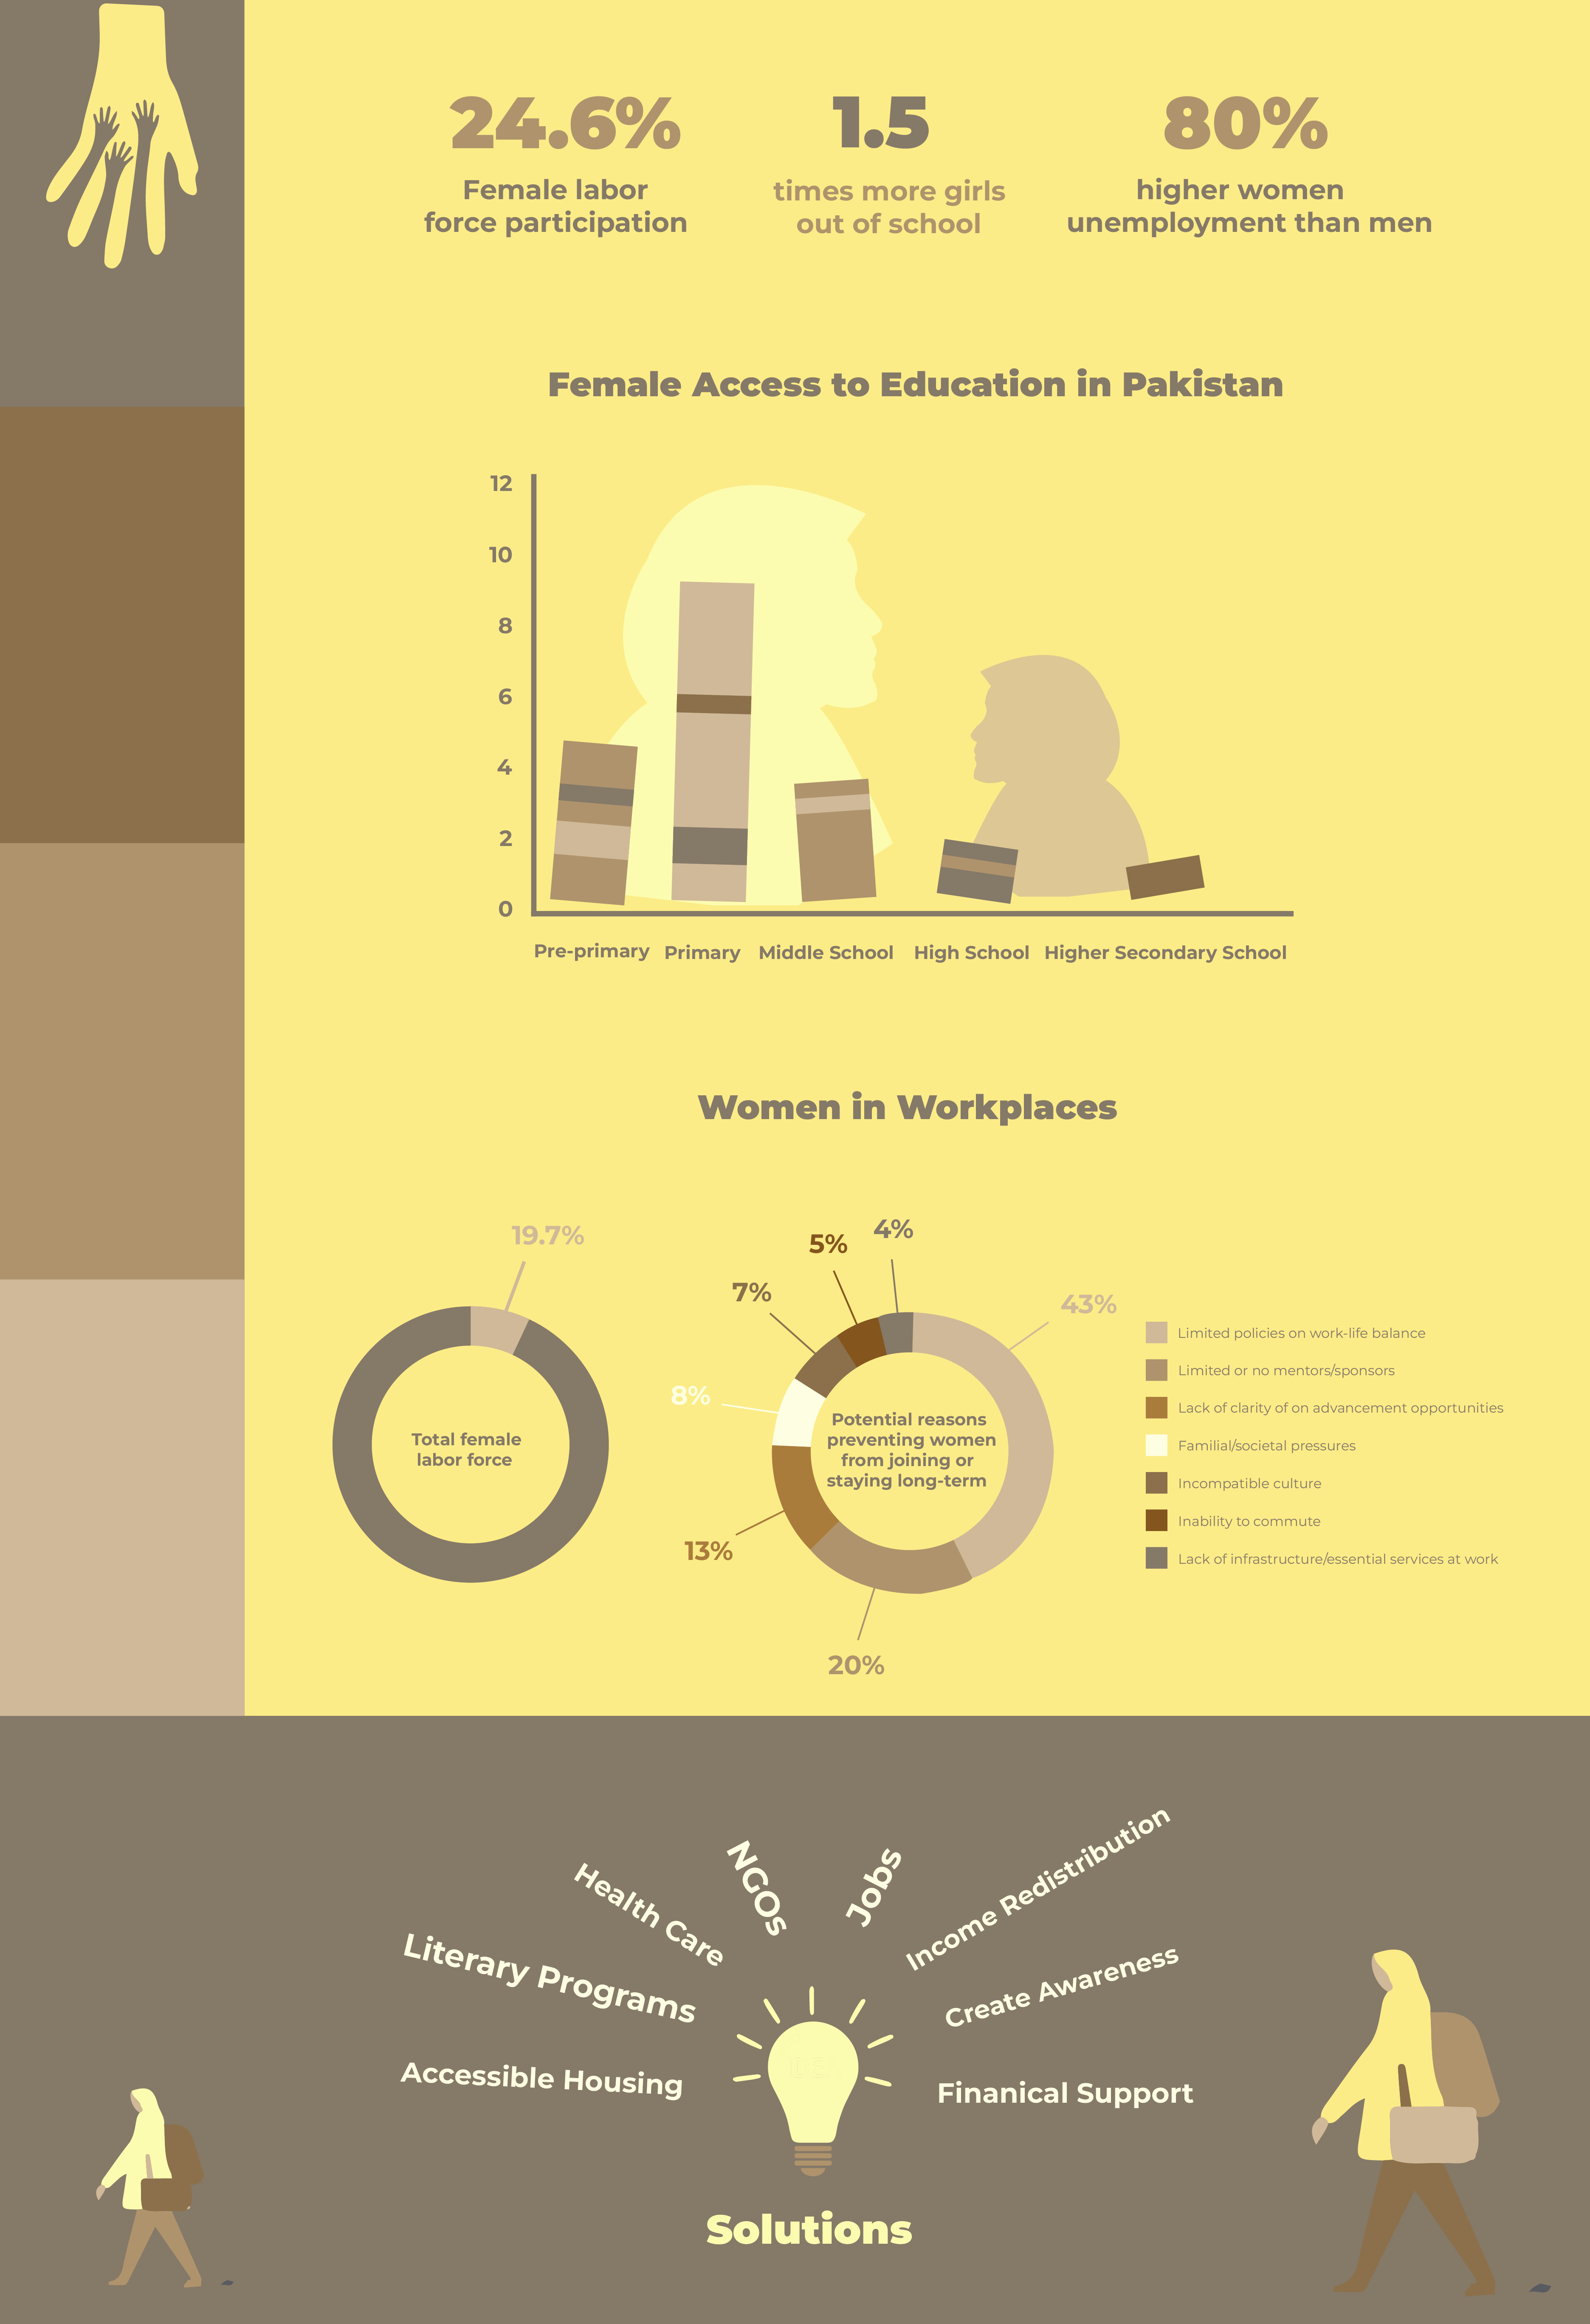 24.6%
Female labor
force participation
1.5
times more girls
out of school
80%
higher women
unemployment than men
Female Access to Education in Pakistan
12
10
8
6
4
2
0
Pre-primary
Primary
Middle School
High School
Higher Secondary School
Women in Workplaces
19.7%
Total female
labor force
4%
5%
7%
8%
13%
20%
43%
Potential reasons
preventing women
from joining or
staying long-term
Limited policies on work-life balance
Limited or no mentors/sponsors
Lack of clarity of on advancement opportunities
Familial/societal pressures
Incompatible culture
Inability to commute
Lack of infrastructure/essential services at work
Accessible Housing
Literary Programs
Health Care
NGOs
Jobs
Income Redistribution
Create Awareness
Finanical Support
Solutions